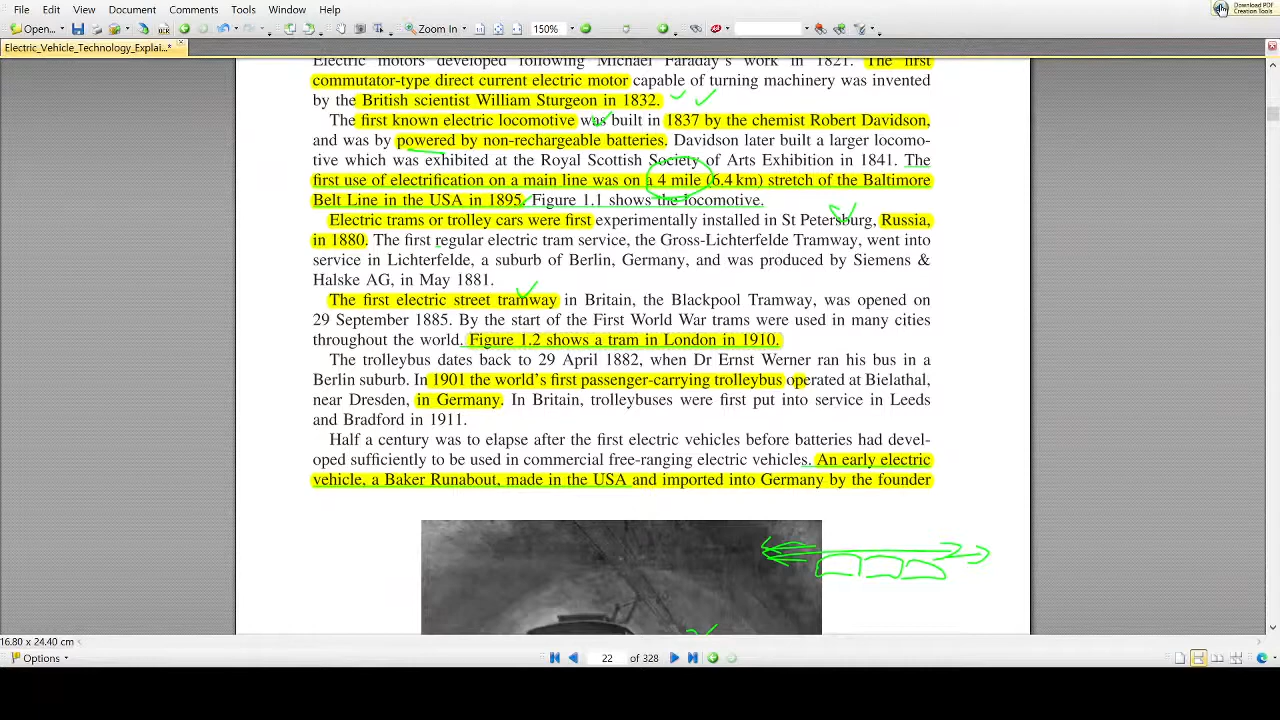 File Edit View Document Comments Tools Window Help
Download PDF
Creation Tools
Open... Zoom In 150%
Electric_Vehicle_Technology_Explai...*
Electric motors developed following Michael Faraday's work in 1821. The first
commutator-type direct current electric motor capable of turning machinery was invented
by the British scientist William Sturgeon in 1832.
The first known electric locomotive was built in 1837 by the chemist Robert Davidson,
and was by powered by non-rechargeable batteries. Davidson later built a larger locomo-
tive which was exhibited at the Royal Scottish Society of Arts Exhibition in 1841. The
first use of electrification on a main line was on a 4 mile (6.4 km) stretch of the Baltimore
Belt Line in the USA in 1895. Figure 1.1 shows the locomotive.
Electric trams or trolley cars were first experimentally installed in St Petersburg, Russia,
in 1880. The first regular electric tram service, the Gross-Lichterfelde Tramway, went into
service in Lichterfelde, a suburb of Berlin, Germany, and was produced by Siemens &
Halske AG, in May 1881.
The first electric street tramway in Britain, the Blackpool Tramway, was opened on
29 September 1885. By the start of the First World War trams were used in many cities
throughout the world. Figure 1.2 shows a tram in London in 1910.
The trolleybus dates back to 29 April 1882, when Dr Ernst Werner ran his bus in a
Berlin suburb. In 1901 the world's first passenger-carrying trolleybus operated at Bielathal,
near Dresden, in Germany. In Britain, trolleybuses were first put into service in Leeds
and Bradford in 1911.
Half a century was to elapse after the first electric vehicles before batteries had devel-
oped sufficiently to be used in commercial free-ranging electric vehicles. An early electric
vehicle, a Baker Runabout, made in the USA and imported into Germany by the founder
16.80 x 24.40 cm
Options 22 of 328